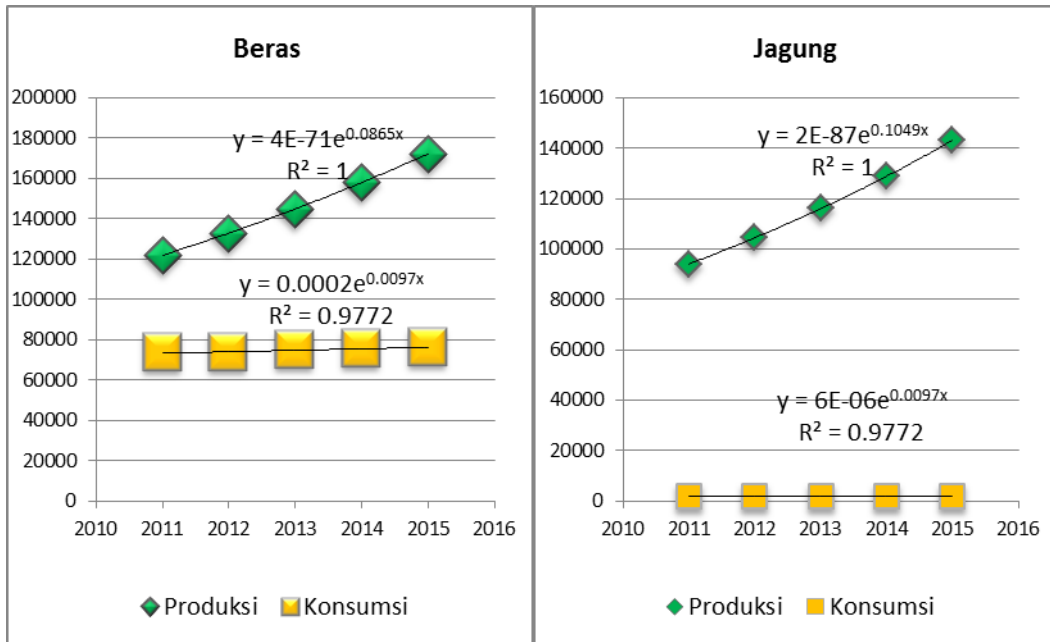 Beras
200000
180000
160000
140000
120000
100000
80000
60000
40000
20000
0
y = 4E-71e^0.0865x
R² = 1
y = 0.0002e^0.0097x
R² = 0.9772
2010 2011 2012 2013 2014 2015 2016
Produksi Konsumsi
Jagung
160000
140000
120000
100000
80000
60000
40000
20000
0
y = 2E-87e^0.1049x
R² = 1
y = 6E-06e^0.0097x
R² = 0.9772
2010 2011 2012 2013 2014 2015 2016
Produksi Konsumsi